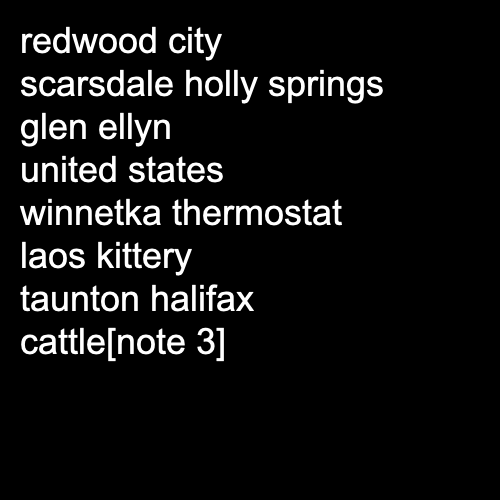 redwood city
scarsdale holly springs
glen ellyn
united states
winnetka thermostat
laos kittery
taunton halifax
cattle[note 3]